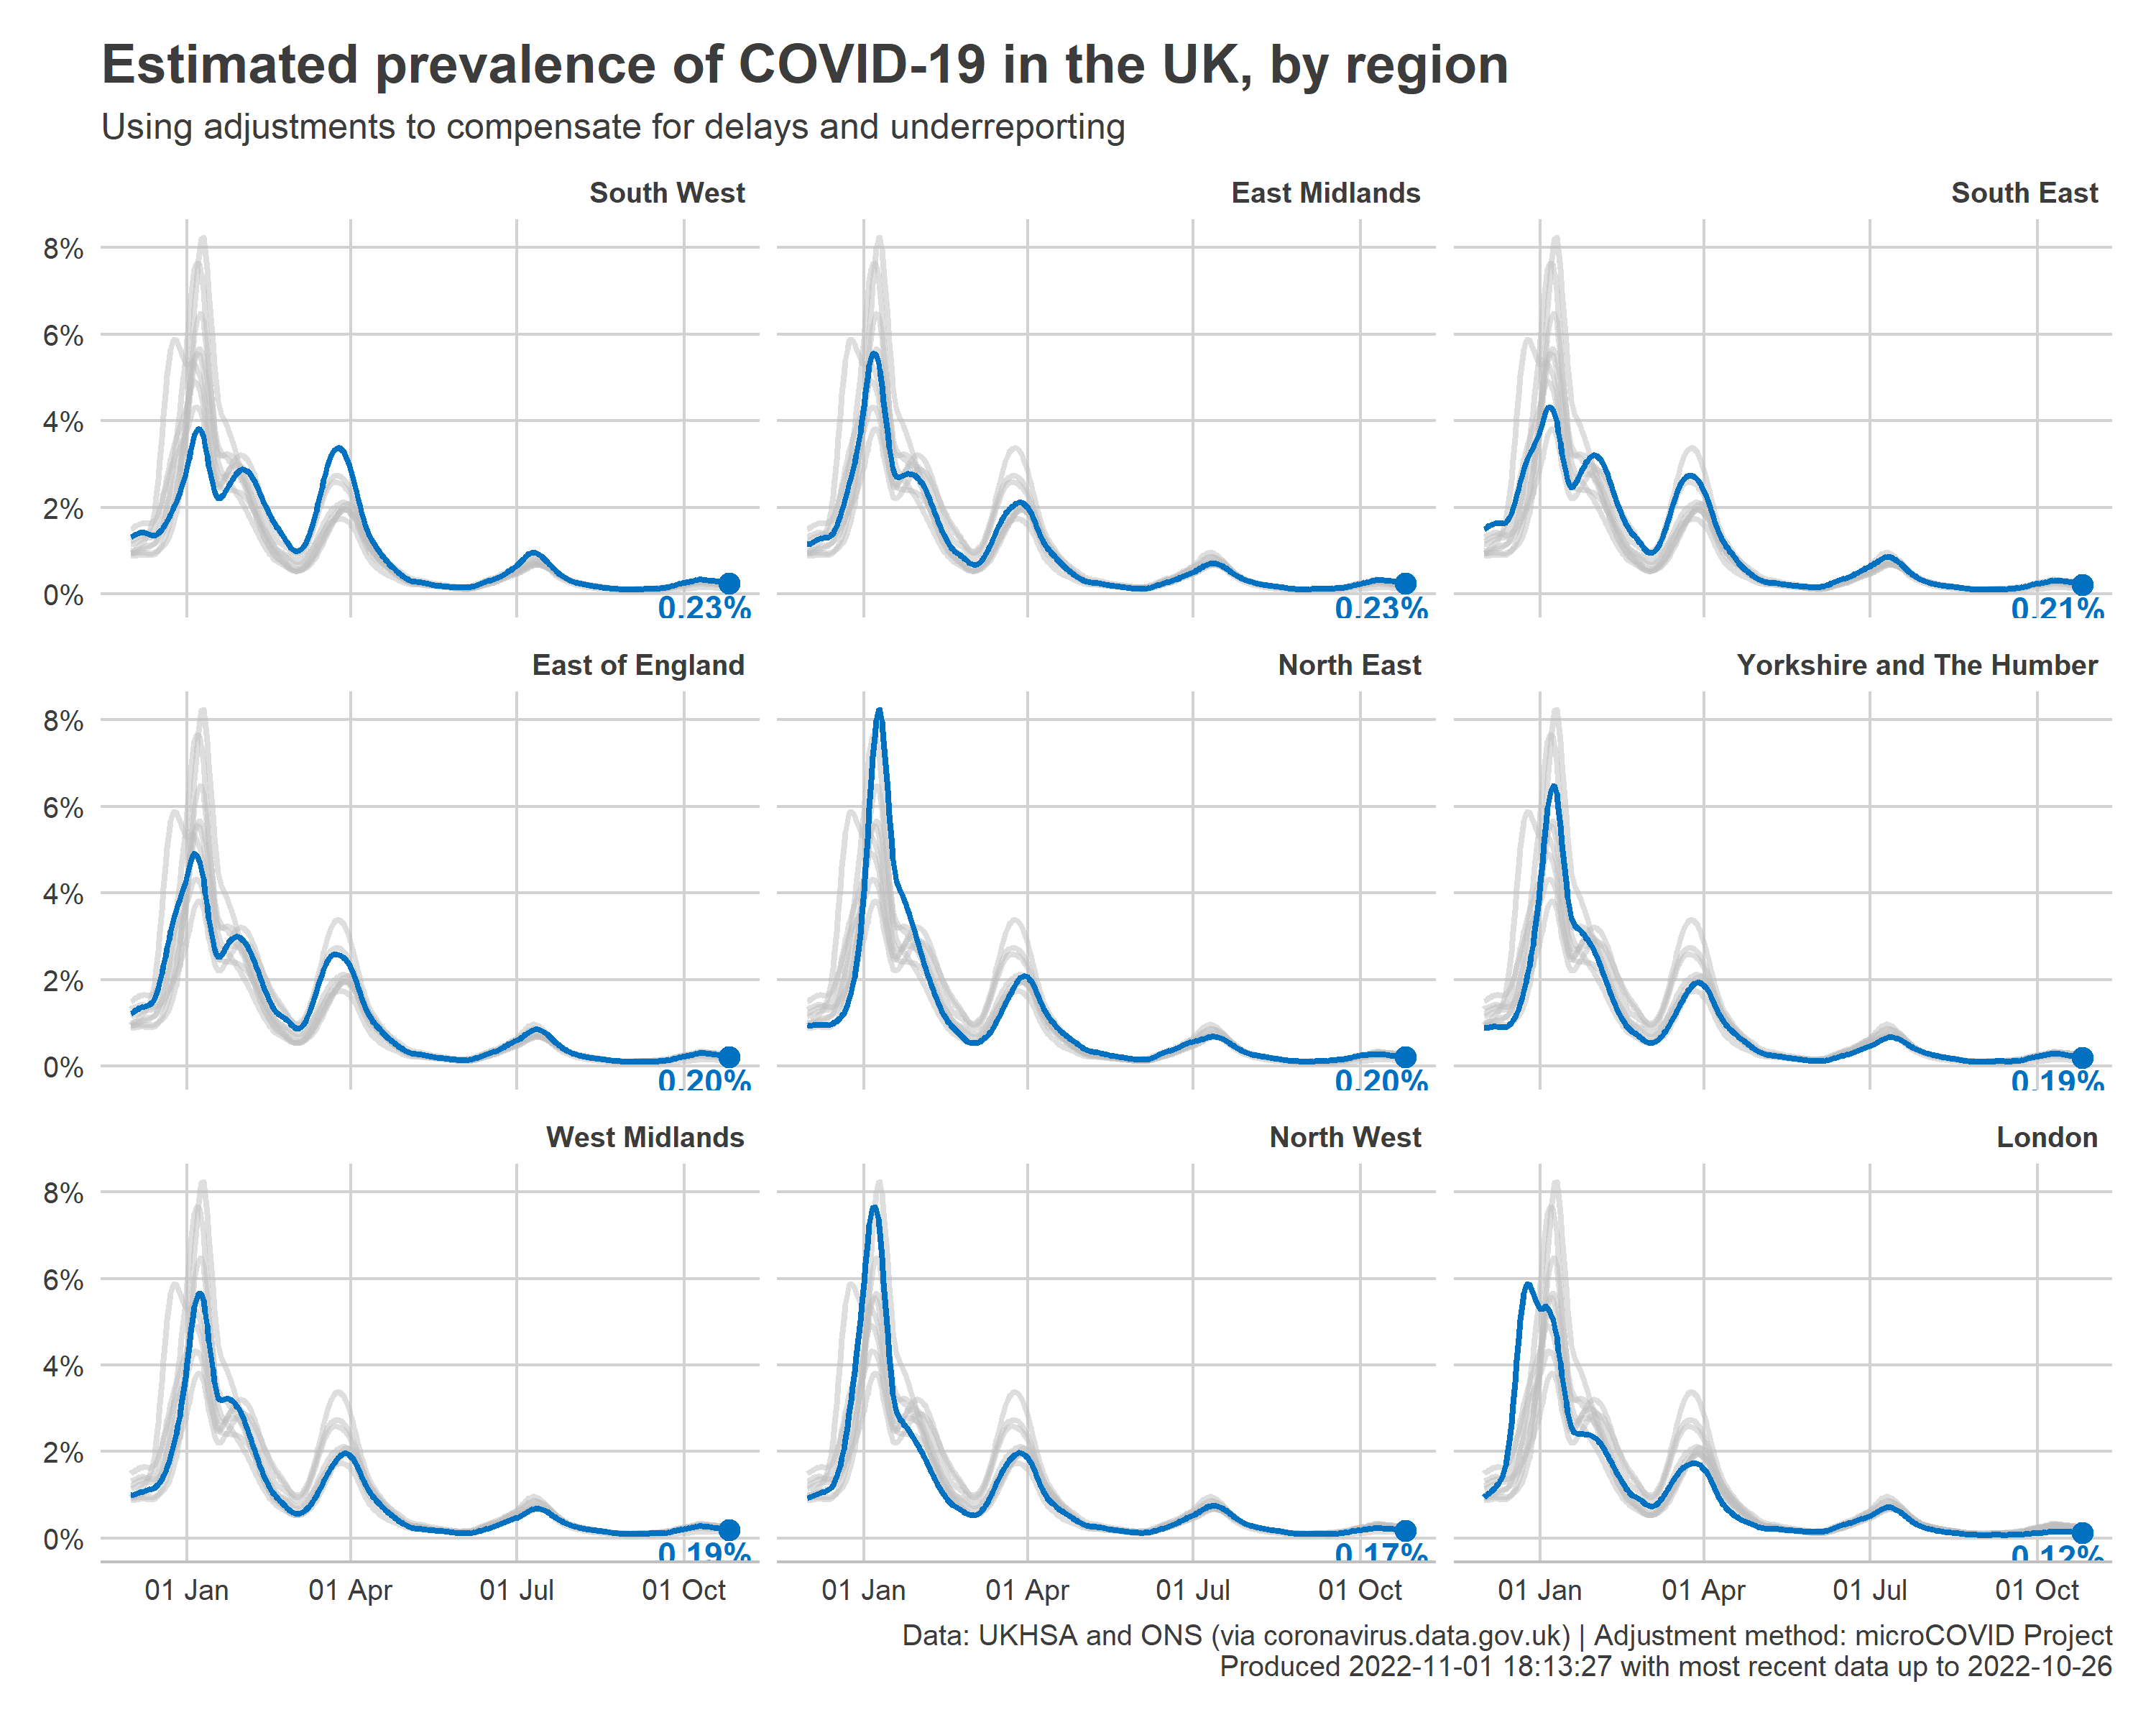 Estimated prevalence of COVID-19 in the UK, by region
Using adjustments to compensate for delays and underreporting
South West
East Midlands
South East
8%
6%
4%
2%
0%
0.23%
0.23%
0.21%
East of England
North East
Yorkshire and The Humber
8%
6%
4%
2%
0%
0.20%
0.20%
0.19%
West Midlands
North West
London
8%
6%
4%
2%
0%
0.19%
0.17%
0.12%
01 Jan 01 Apr 01 Jul 01 Oct
01 Jan 01 Apr 01 Jul 01 Oct
01 Jan 01 Apr 01 Jul 01 Oct
Data: UKHSA and ONS (via coronavirus.data.gov.uk) | Adjustment method: microCOVID Project
Produced 2022-11-01 18:13:27 with most recent data up to 2022-10-26